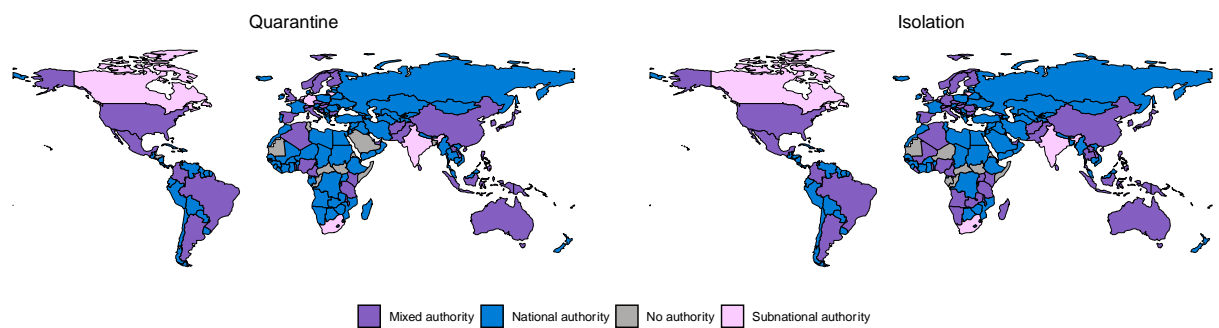 Quarantine
Isolation
Mixed authority
National authority
No authority
Subnational authority